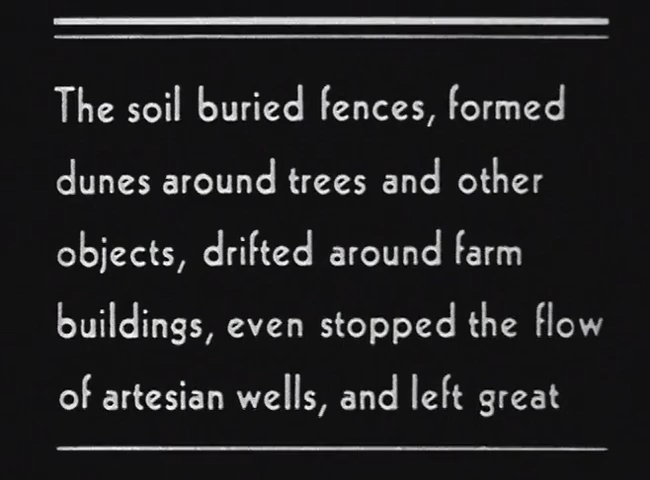 The soil buried fences, formed
dunes around trees and other
objects, drifted around farm
buildings, even stopped the flow
of artesian wells, and left great